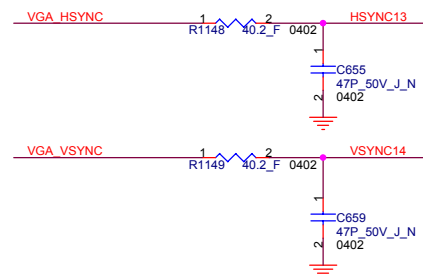 VGA_HSYNC 1 2 HSYNC13
R1148 40.2_F 0402
1
C655
47P_50V_J_N
2 0402
VGA_VSYNC 1 2 VSYNC14
R1149 40.2_F 0402
1
C659
47P_50V_J_N
2 0402